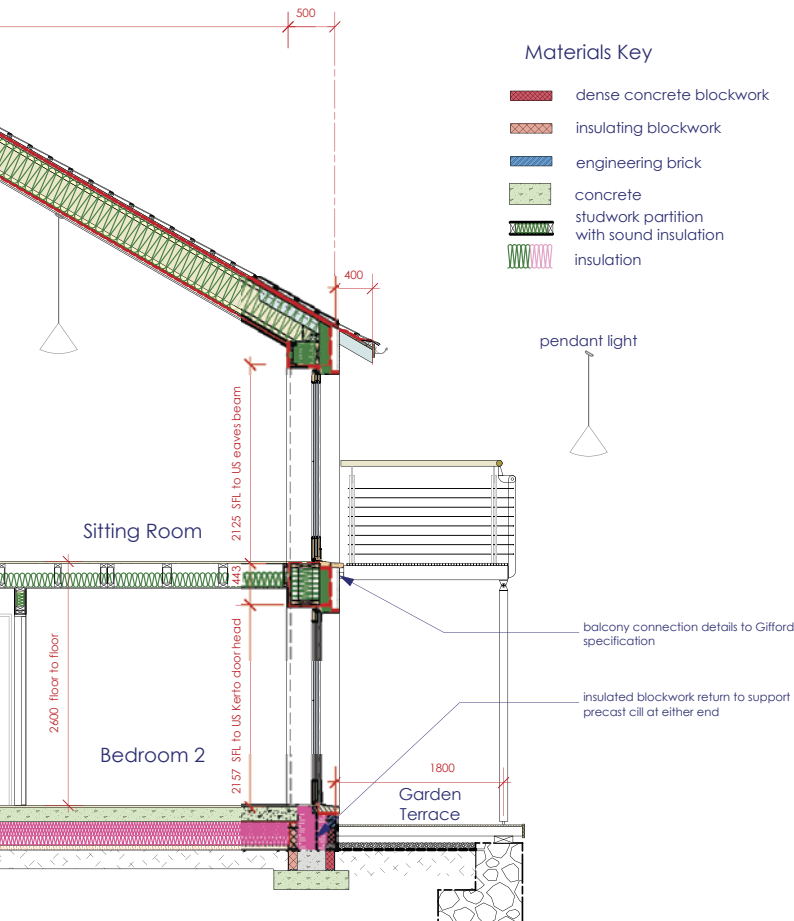 500
Materials Key
dense concrete blockwork
insulating blockwork
engineering brick
concrete
studwork partition
with sound insulation
insulation
400
pendant light
2125 SFL to US eaves beam
Sitting Room
443
2600 floor to floor
2157 SFL to US Kerto door head
balcony connection details to Gifford
specification
insulated blockwork return to support
precast cill at either end
Bedroom 2
1800
Garden
Terrace